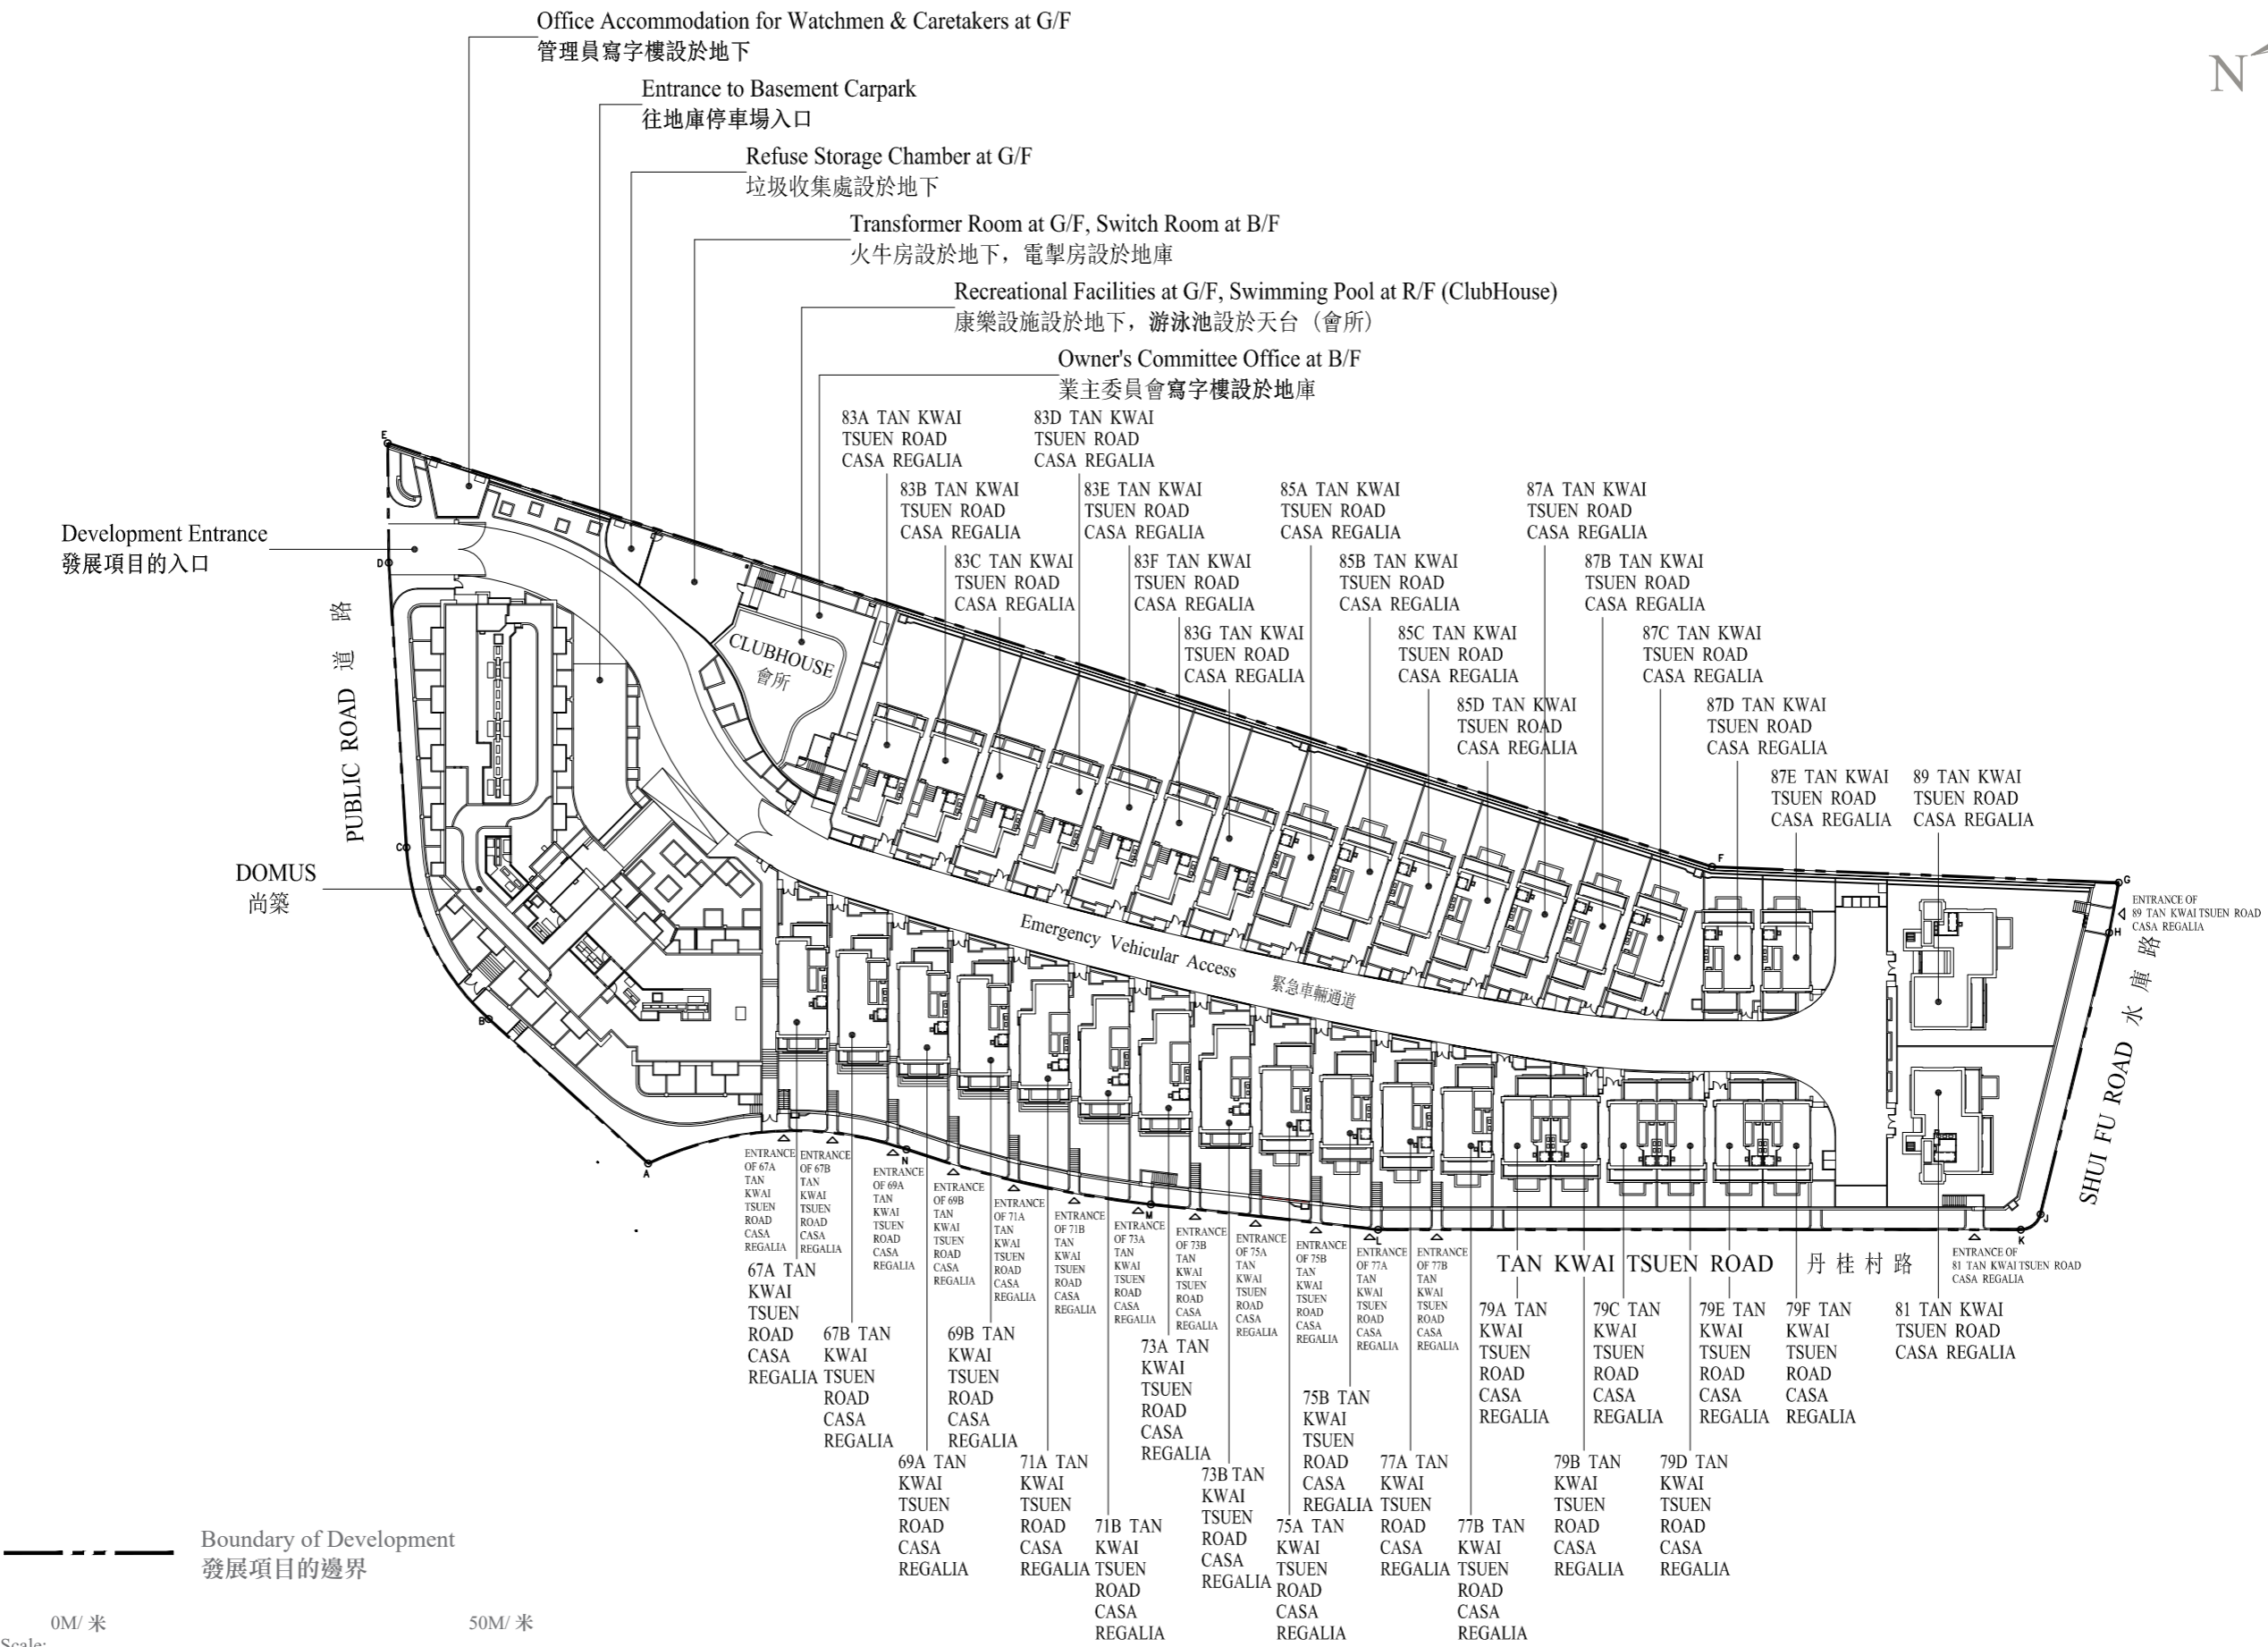 Office Accommodation for Watchmen & Caretakers at G/F
管理員寫字樓設於地下
N
Entrance to Basement Carpark
往地庫停車場入口
Refuse Storage Chamber at G/F
垃圾收集處設於地下
Transformer Room at G/F, Switch Room at B/F
火牛房設於地下，電掣房設於地庫
Recreational Facilities at G/F, Swimming Pool at R/F (ClubHouse)
康樂設施設於地下，游泳池設於天台（會所）
Owner's Committee Office at B/F
業主委員會寫字樓設於地庫
83A TAN KWAI
TSUEN ROAD
CASA REGALIA
83D TAN KWAI
TSUEN ROAD
CASA REGALIA
83B TAN KWAI
TSUEN ROAD
CASA REGALIA
83E TAN KWAI
TSUEN ROAD
CASA REGALIA
85A TAN KWAI
TSUEN ROAD
CASA REGALIA
87A TAN KWAI
TSUEN ROAD
CASA REGALIA
83C TAN KWAI
TSUEN ROAD
CASA REGALIA
83F TAN KWAI
TSUEN ROAD
CASA REGALIA
85B TAN KWAI
TSUEN ROAD
CASA REGALIA
87B TAN KWAI
TSUEN ROAD
CASA REGALIA
83G TAN KWAI
TSUEN ROAD
CASA REGALIA
85C TAN KWAI
TSUEN ROAD
CASA REGALIA
87C TAN KWAI
TSUEN ROAD
CASA REGALIA
85D TAN KWAI
TSUEN ROAD
CASA REGALIA
87D TAN KWAI
TSUEN ROAD
CASA REGALIA
87E TAN KWAI
TSUEN ROAD
CASA REGALIA
89 TAN KWAI
TSUEN ROAD
CASA REGALIA
E
Development Entrance
發展項目的入口
D
PUBLIC ROAD 道路
CLUBHOUSE
會所
C
DOMUS
尚築
B
A
F
G
ENTRANCE OF
89 TAN KWAI TSUEN ROAD
CASA REGALIA
H
SHUI FU ROAD 水庫路
Emergency Vehicular Access 緊急車輛通道
N
M
L
K
J
ENTRANCE
OF 67A
TAN
KWAI
TSUEN
ROAD
CASA
REGALIA
ENTRANCE
OF 67B
TAN
KWAI
TSUEN
ROAD
CASA
REGALIA
ENTRANCE
OF 69A
TAN
KWAI
TSUEN
ROAD
CASA
REGALIA
ENTRANCE
OF 69B
TAN
KWAI
TSUEN
ROAD
CASA
REGALIA
ENTRANCE
OF 71A
TAN
KWAI
TSUEN
ROAD
CASA
REGALIA
ENTRANCE
OF 71B
TAN
KWAI
TSUEN
ROAD
CASA
REGALIA
ENTRANCE
OF 73A
TAN
KWAI
TSUEN
ROAD
CASA
REGALIA
ENTRANCE
OF 73B
TAN
KWAI
TSUEN
ROAD
CASA
REGALIA
ENTRANCE
OF 75A
TAN
KWAI
TSUEN
ROAD
CASA
REGALIA
ENTRANCE
OF 75B
TAN
KWAI
TSUEN
ROAD
CASA
REGALIA
ENTRANCE
OF 77A
TAN
KWAI
TSUEN
ROAD
CASA
REGALIA
ENTRANCE
OF 77B
TAN
KWAI
TSUEN
ROAD
CASA
REGALIA
TAN KWAI TSUEN ROAD 丹桂村路
ENTRANCE OF
81 TAN KWAI TSUEN ROAD
CASA REGALIA
67A TAN
KWAI
TSUEN
ROAD
CASA
REGALIA
67B TAN
KWAI
TSUEN
ROAD
CASA
REGALIA
69A TAN
KWAI
TSUEN
ROAD
CASA
REGALIA
69B TAN
KWAI
TSUEN
ROAD
CASA
REGALIA
71A TAN
KWAI
TSUEN
ROAD
CASA
REGALIA
71B TAN
KWAI
TSUEN
ROAD
CASA
REGALIA
73A TAN
KWAI
TSUEN
ROAD
CASA
REGALIA
73B TAN
KWAI
TSUEN
ROAD
CASA
REGALIA
75A TAN
KWAI
TSUEN
ROAD
CASA
REGALIA
75B TAN
KWAI
TSUEN
ROAD
CASA
REGALIA
77A TAN
KWAI
TSUEN
ROAD
CASA
REGALIA
77B TAN
KWAI
TSUEN
ROAD
CASA
REGALIA
79A TAN
KWAI
TSUEN
ROAD
CASA
REGALIA
79B TAN
KWAI
TSUEN
ROAD
CASA
REGALIA
79C TAN
KWAI
TSUEN
ROAD
CASA
REGALIA
79D TAN
KWAI
TSUEN
ROAD
CASA
REGALIA
79E TAN
KWAI
TSUEN
ROAD
CASA
REGALIA
79F TAN
KWAI
TSUEN
ROAD
CASA
REGALIA
81 TAN KWAI
TSUEN ROAD
CASA REGALIA
Boundary of Development
發展項目的邊界
0M/ 米 50M/ 米
Scale: